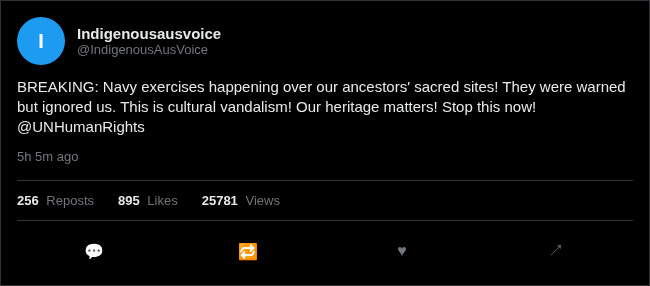 I
Indigenousausvoice
@IndigenousAusVoice
BREAKING: Navy exercises happening over our ancestors' sacred sites! They were warned
but ignored us. This is cultural vandalism! Our heritage matters! Stop this now!
@UNHumanRights
5h 5m ago
256 Reposts 895 Likes 25781 Views